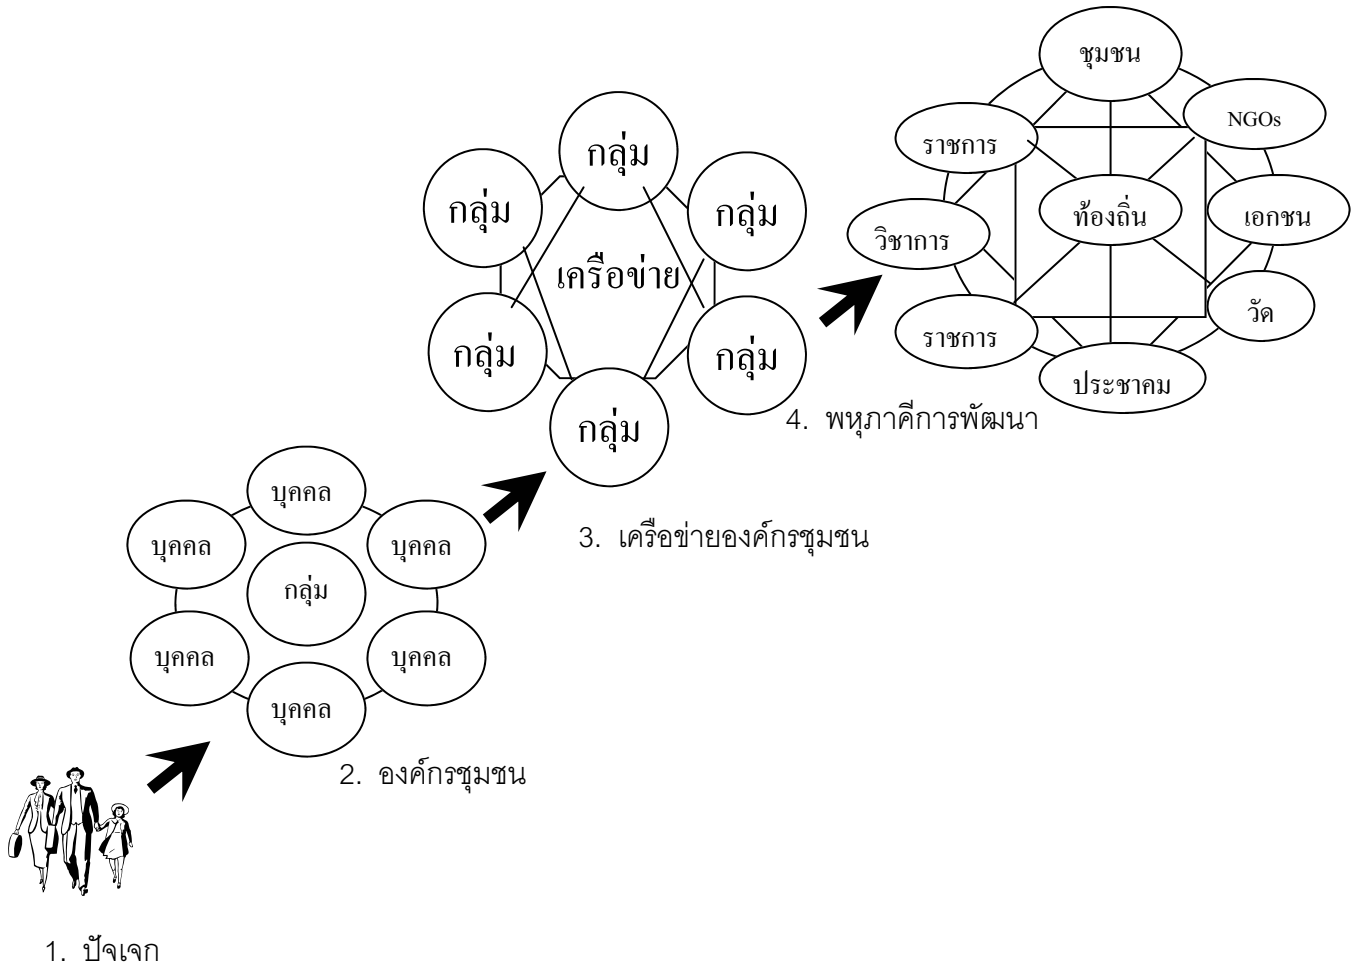 ชุมชน
NGOs
ราชการ
ท้องถิ่น
เอกชน
วิชาการ
วัด
ราชการ
ประชาคม
4. พหุภาคีการพัฒนา
กลุ่ม
กลุ่ม
กลุ่ม
เครือข่าย
กลุ่ม
กลุ่ม
กลุ่ม
3. เครือข่ายองค์กรชุมชน
บุคคล
บุคคล
บุคคล
กลุ่ม
บุคคล
บุคคล
บุคคล
2. องค์กรชุมชน
1. ปัจเจก